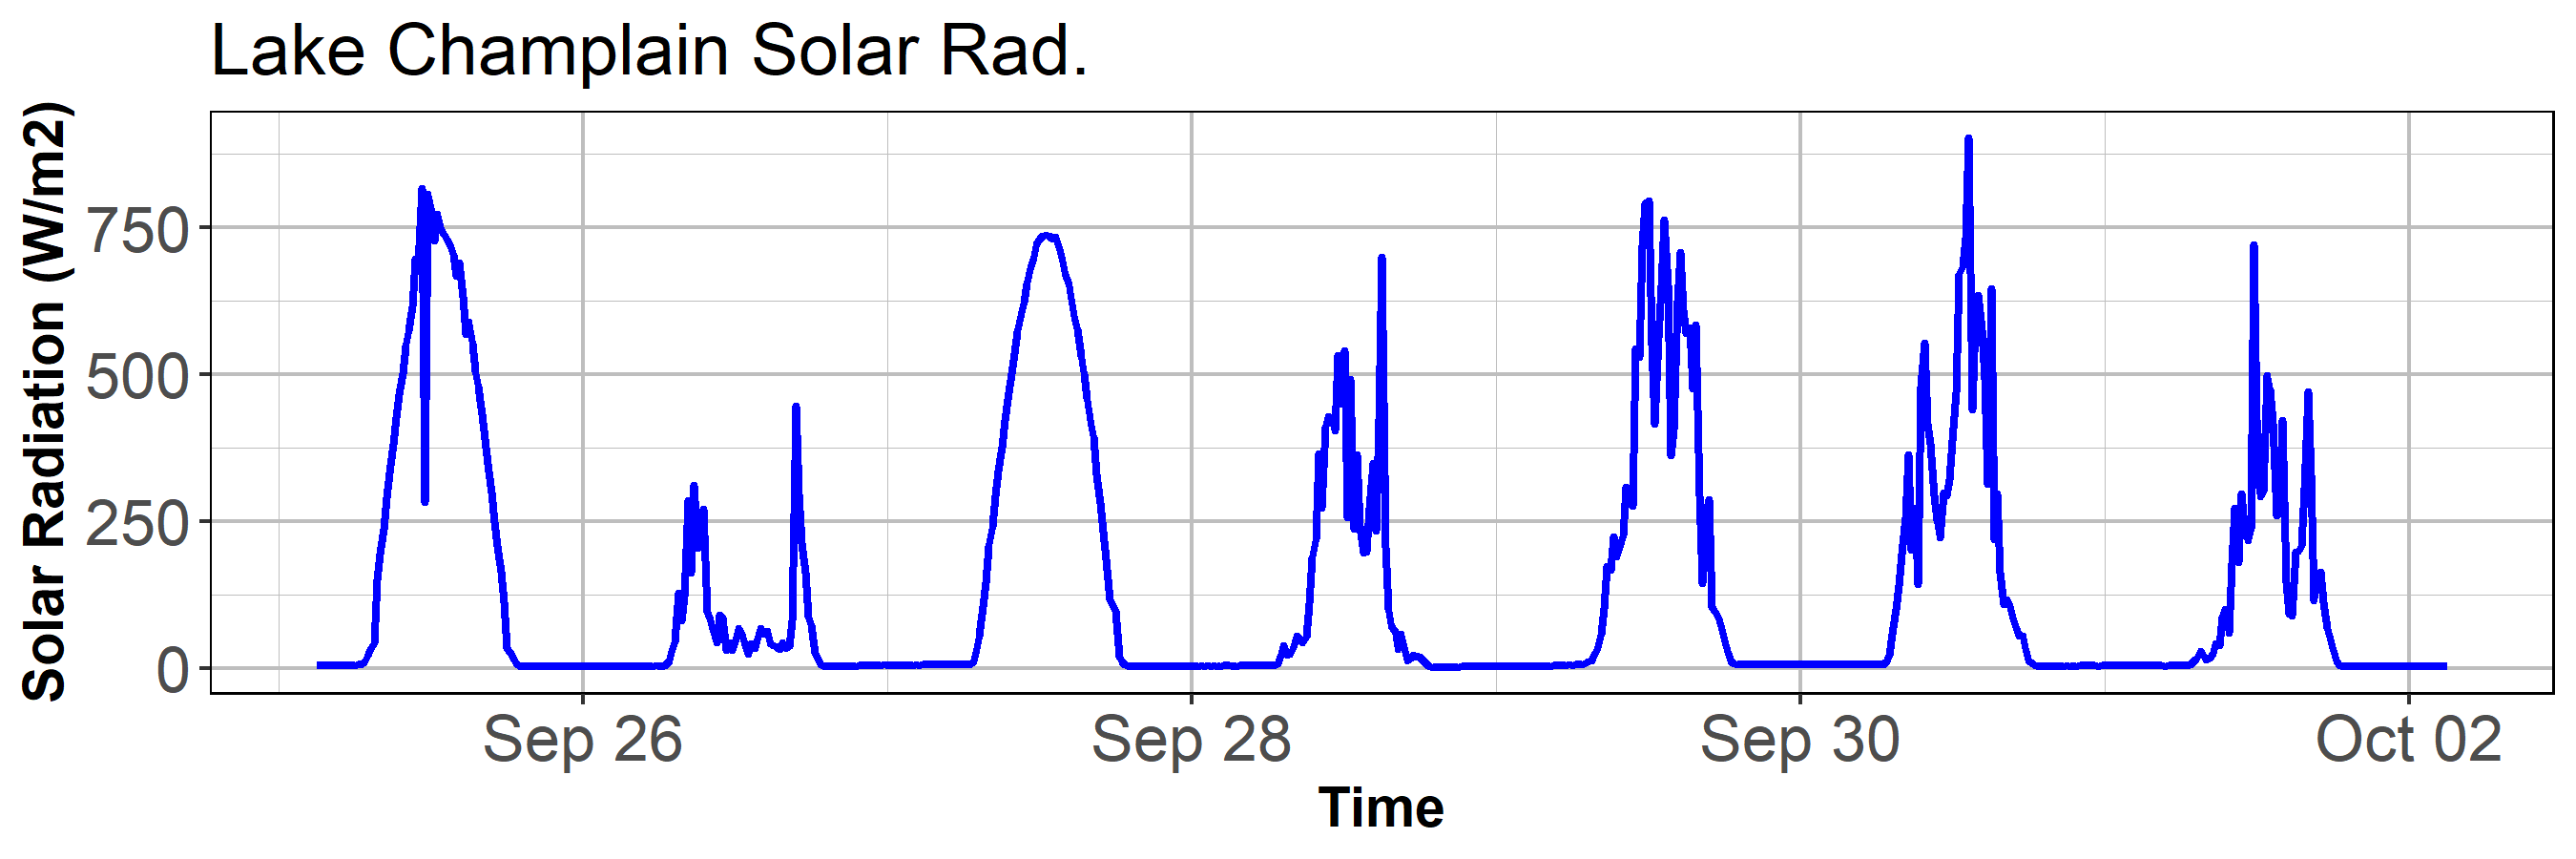 Lake Champlain Solar Rad.
Solar Radiation (W/m2)
750
500
250
0
Sep 26 Sep 28 Sep 30 Oct 02
Time